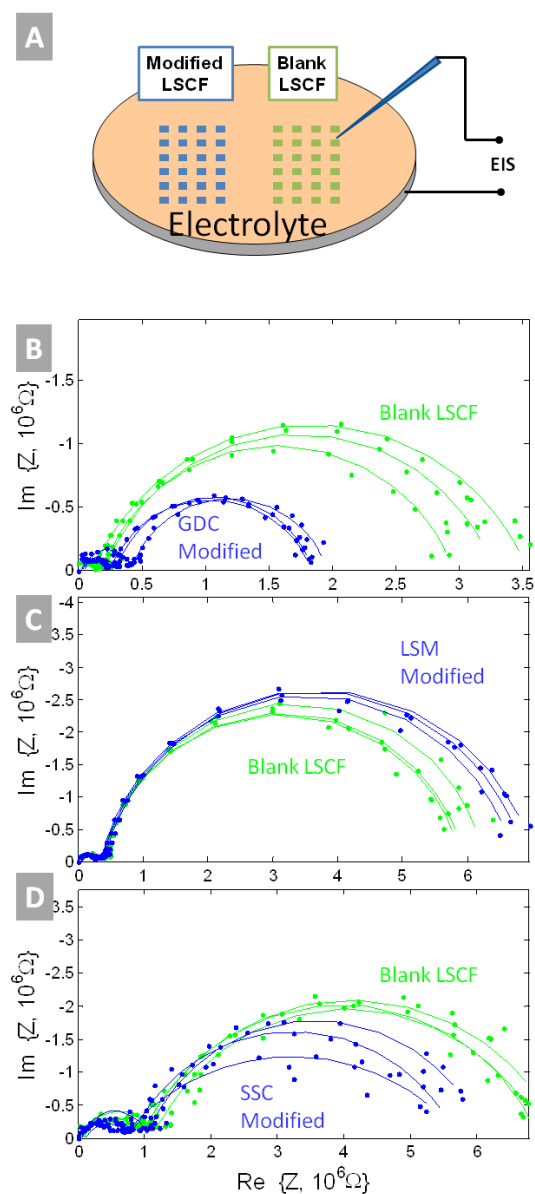 A
Modified
LSCF
Blank
LSCF
EIS
Electrolyte
B
Im {Z, 10⁶Ω}
-1.5
-1
-0.5
0
Blank LSCF
GDC
Modified
0 0.5 1 1.5 2 2.5 3 3.5
C
Im {Z, 10⁶Ω}
-4
-3.5
-3
-2.5
-2
-1.5
-1
-0.5
0
LSM
Modified
Blank LSCF
0 1 2 3 4 5 6 7
D
Im {Z, 10⁶Ω}
-3.5
-3
-2.5
-2
-1.5
-1
-0.5
0
Blank LSCF
SSC
Modified
0 1 2 3 4 5 6
Re {Z, 10⁶Ω}